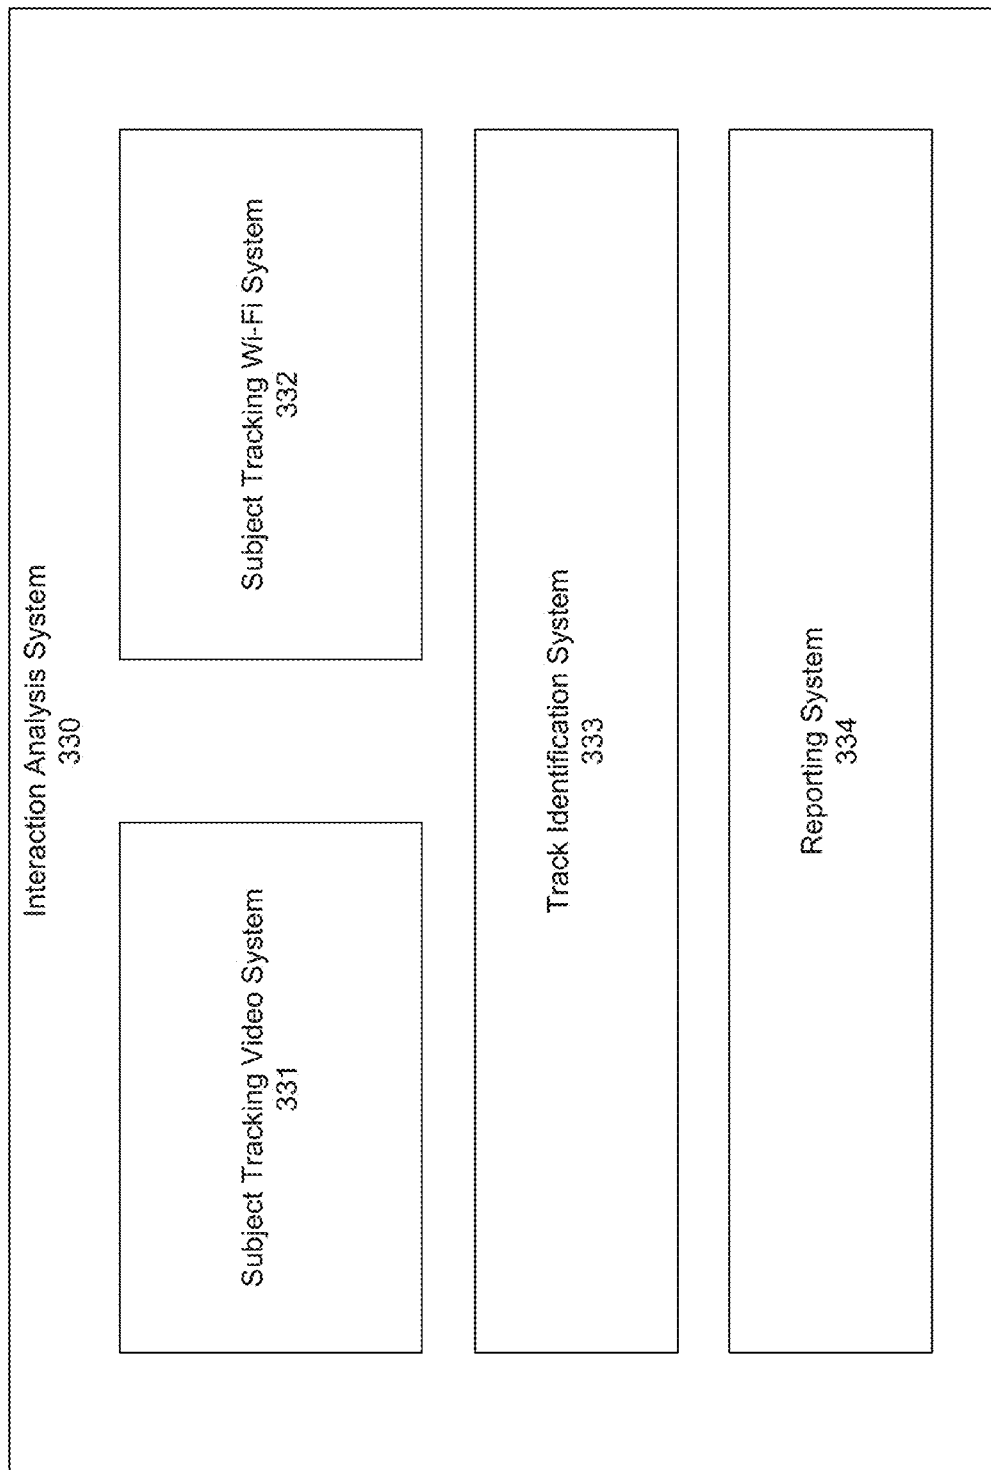 Interaction Analysis System
330
Subject Tracking Video System
331
Subject Tracking Wi-Fi System
332
Track Identification System
333
Reporting System
334